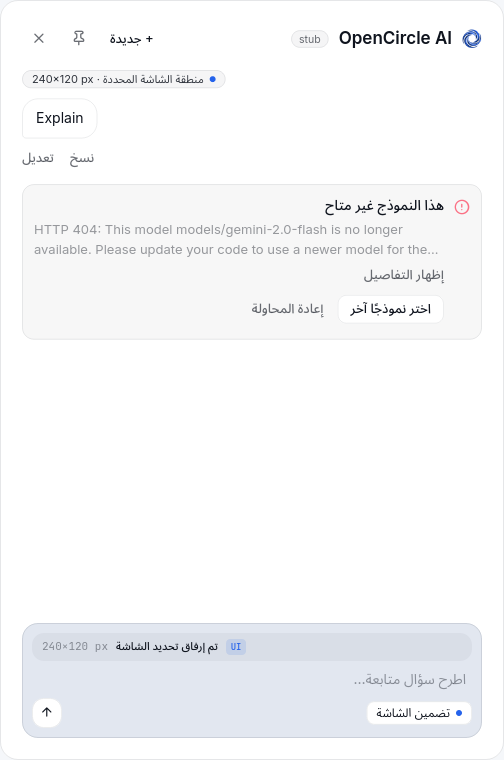 OpenCircle AI
stub
+ جديدة
منطقة الشاشة المحددة · 240×120 px
Explain
نسخ
تعديل
هذا النموذج غير متاح
HTTP 404: This model models/gemini-2.0-flash is no longer
available. Please update your code to use a newer model for the...
إظهار التفاصيل
اختر نموذجًا آخر
إعادة المحاولة
UI تم إرفاق تحديد الشاشة 240×120 px
اطرح سؤال متابعة...
تضمين الشاشة